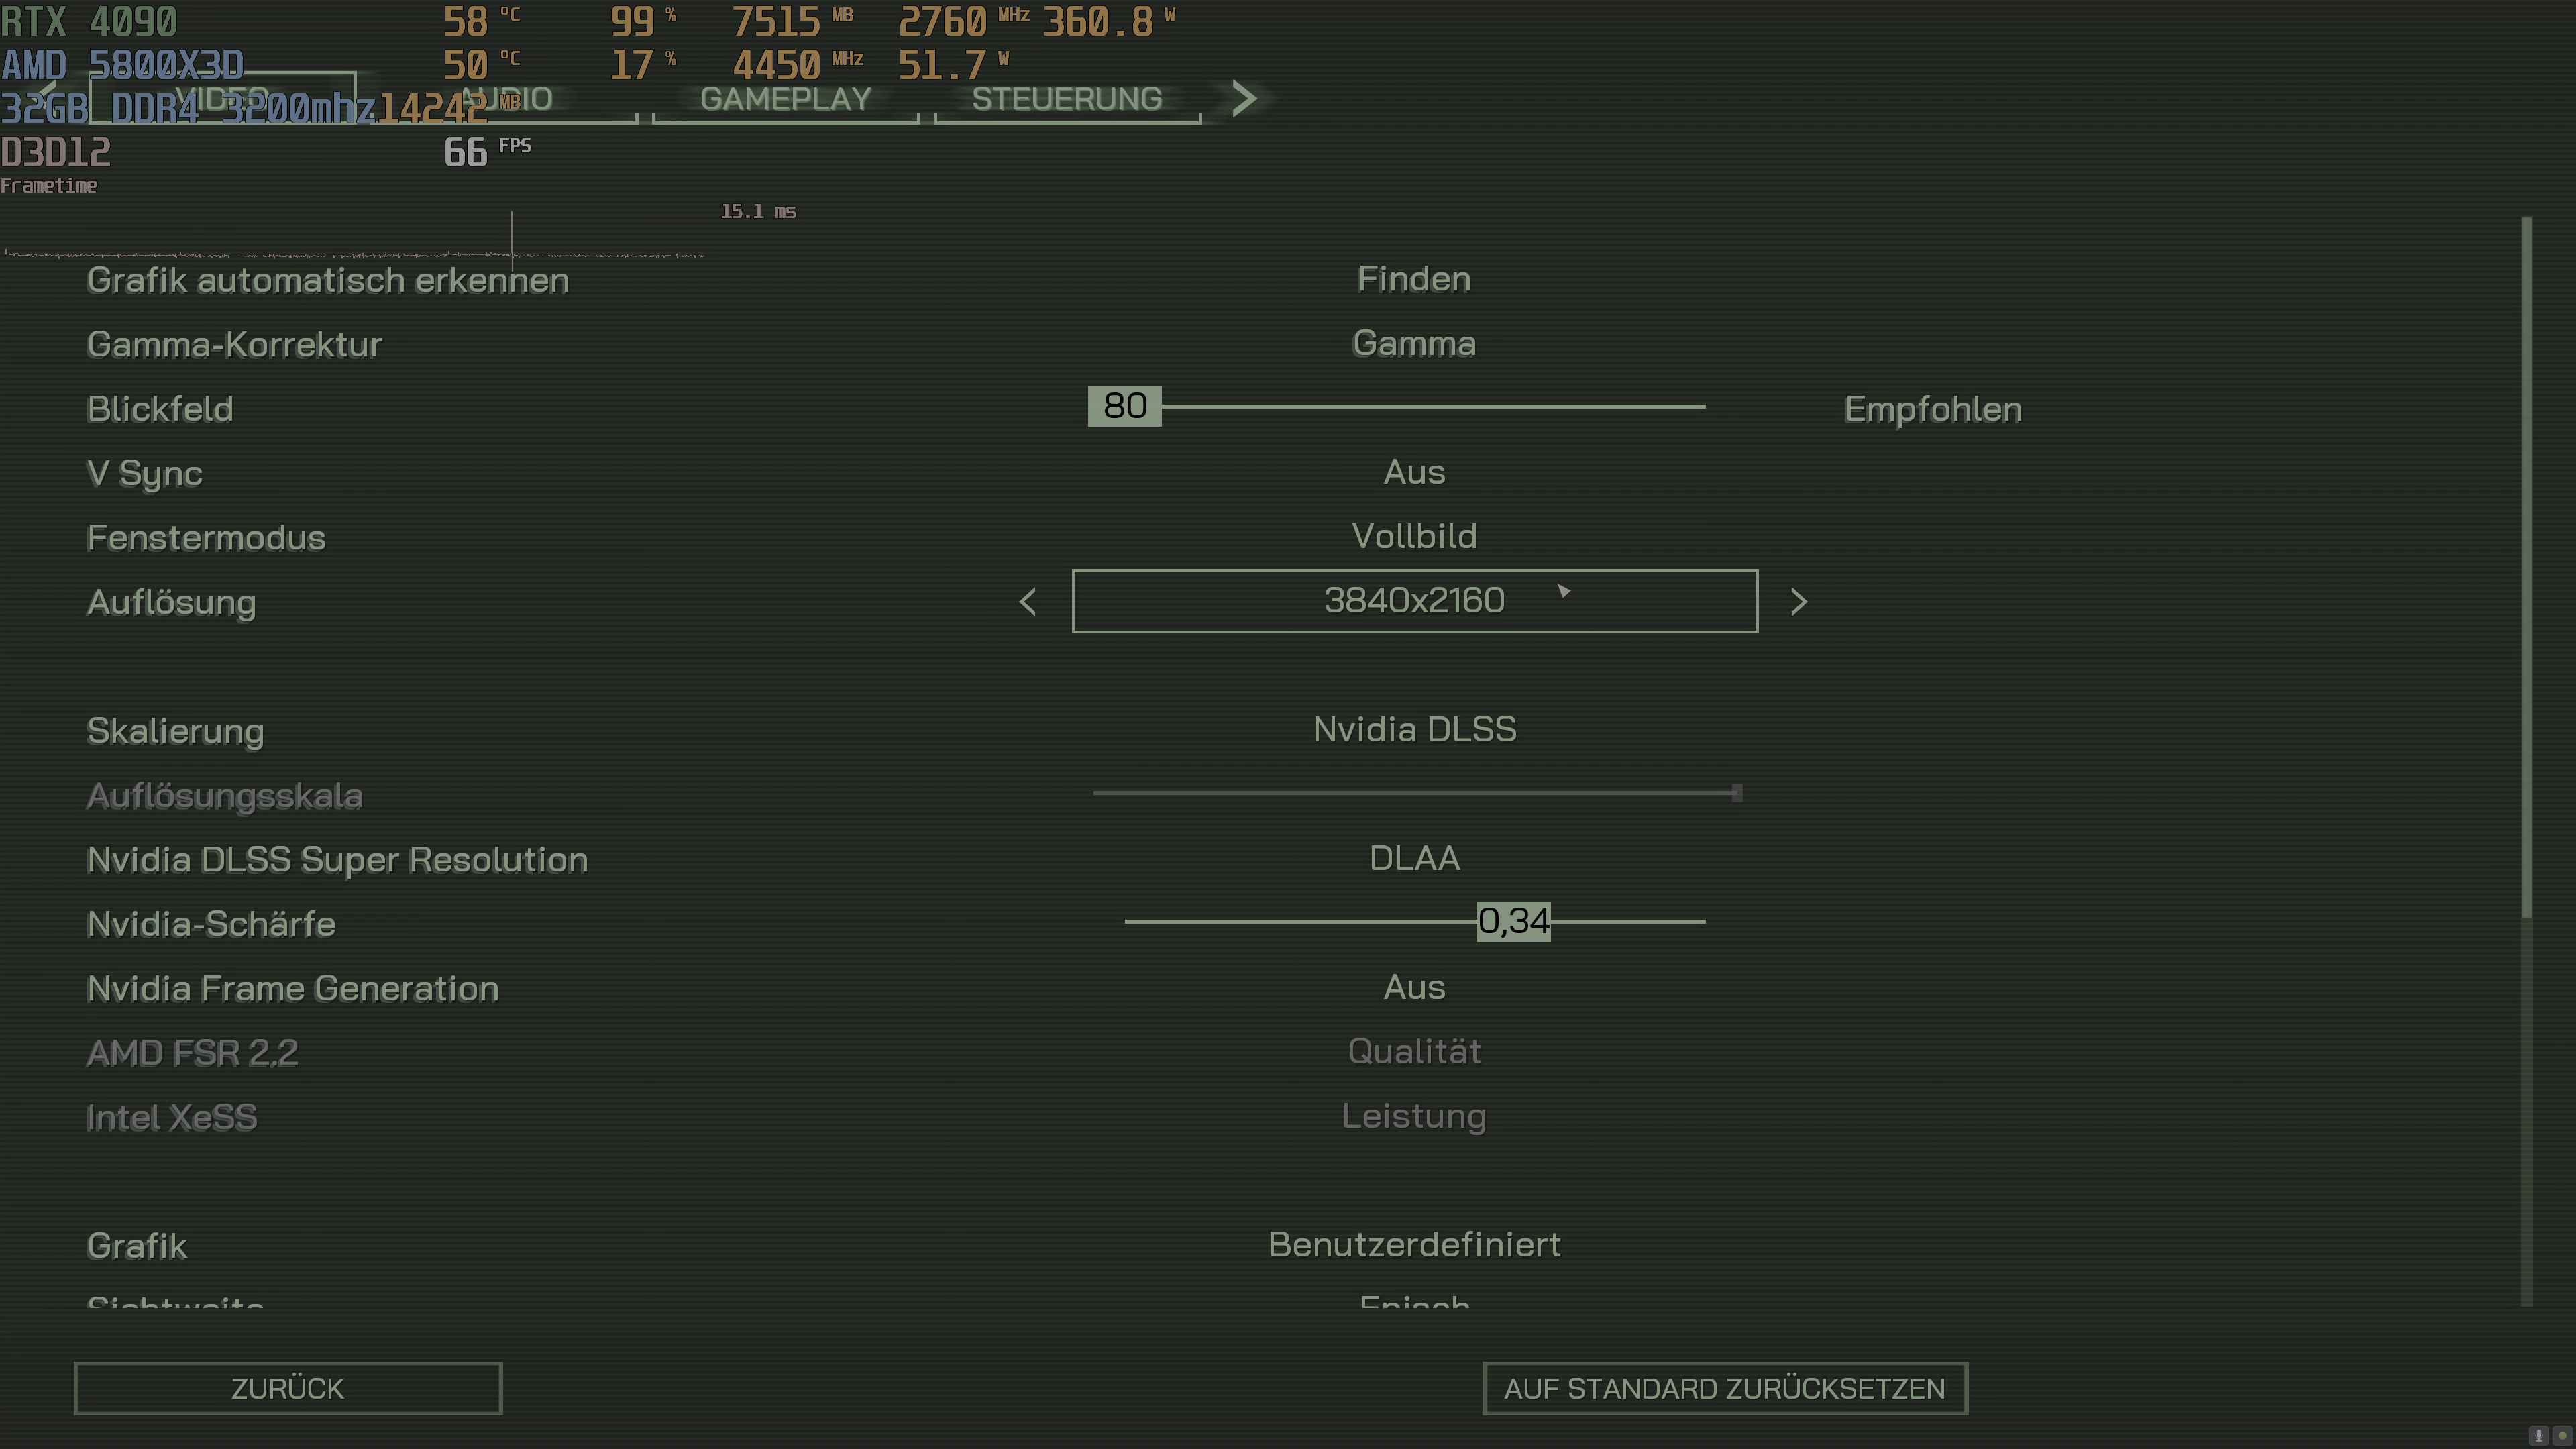 RTX 4090 58 °C 99 % 7515 MB 2760 MHz 360.8 W
AMD 5800X3D 50 °C 17 % 4450 MHz 51.7 W
VIDEO AUDIO GAMEPLAY STEUERUNG
32GB DDR4 3200mhz 14242 MB
D3D12 66 FPS
Frametime
15.1 ms
Grafik automatisch erkennen Finden
Gamma-Korrektur Gamma
Blickfeld 80 Empfohlen
V Sync Aus
Fenstermodus Vollbild
Auflösung < 3840x2160 >
Skalierung Nvidia DLSS
Auflösungsskala
Nvidia DLSS Super Resolution DLAA
Nvidia-Schärfe 0,34
Nvidia Frame Generation Aus
AMD FSR 2,2 Qualität
Intel XeSS Leistung
Grafik Benutzerdefiniert
Sichtweite Episch
ZURÜCK AUF STANDARD ZURÜCKSETZEN